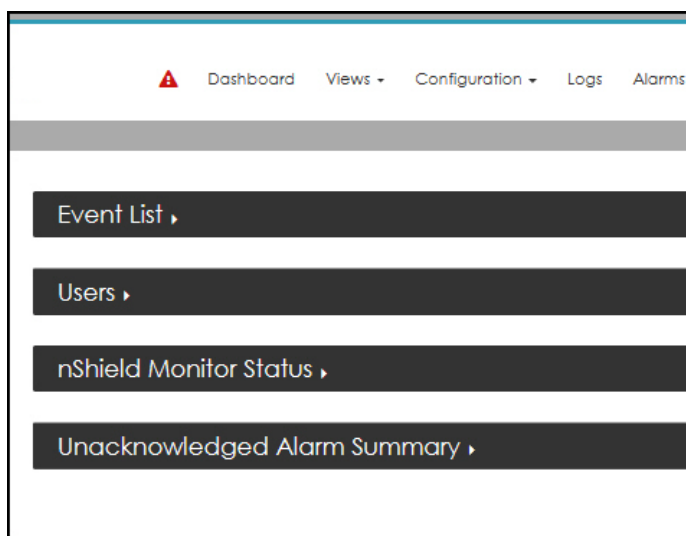 Dashboard Views Configuration Logs Alarms
Event List
Users
nShield Monitor Status
Unacknowledged Alarm Summary